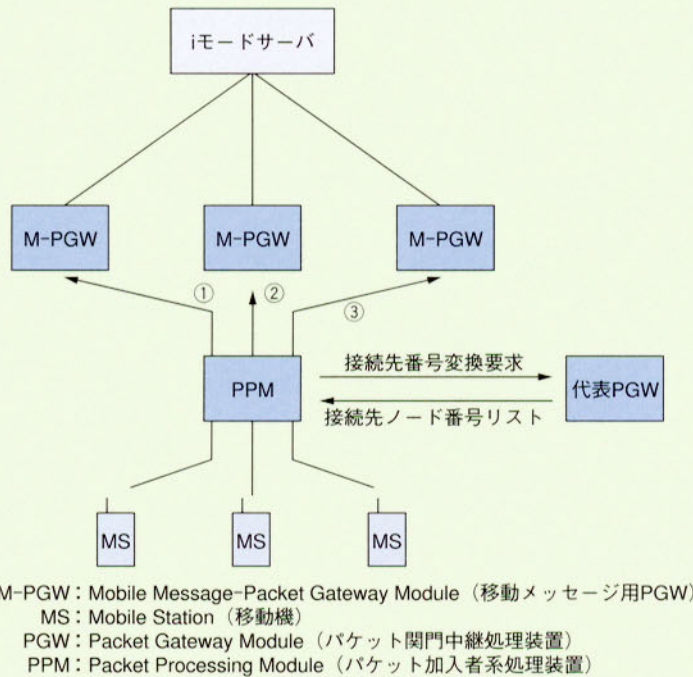 iモードサーバ
M-PGW
M-PGW
M-PGW
①
②
③
PPM
接続先番号変換要求
接続先ノード番号リスト
代表PGW
MS
MS
MS
M-PGW：Mobile Message-Packet Gateway Module（移動メッセージ用PGW）
MS：Mobile Station（移動機）
PGW：Packet Gateway Module（パケット関門中継処理装置）
PPM：Packet Processing Module（パケット加入者系処理装置）